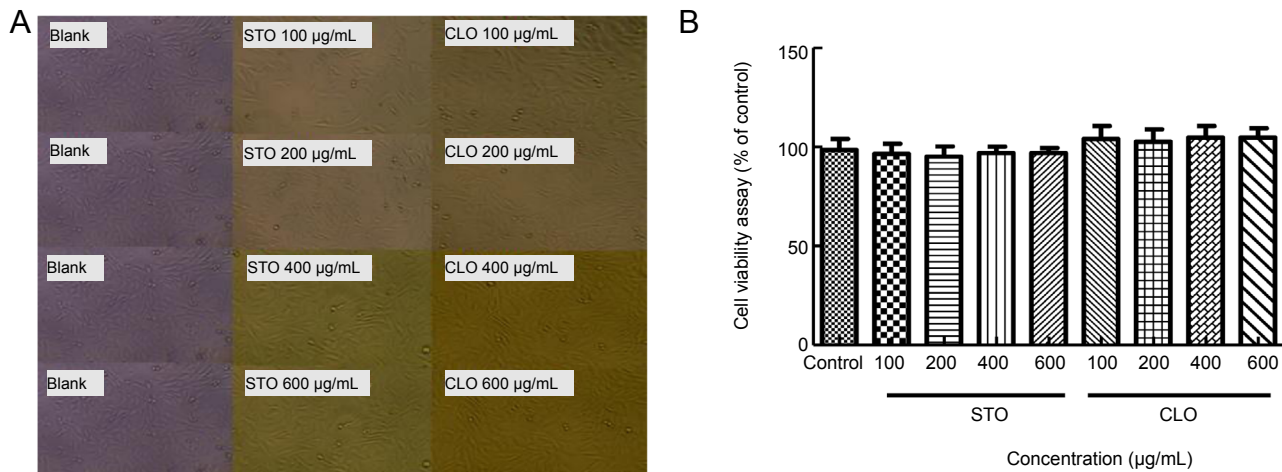 A
Blank STO 100 µg/mL CLO 100 µg/mL
Blank STO 200 µg/mL CLO 200 µg/mL
Blank STO 400 µg/mL CLO 400 µg/mL
Blank STO 600 µg/mL CLO 600 µg/mL
B
Cell viability assay (% of control)
150
100
50
0
Control 100 200 400 600 100 200 400 600
STO CLO
Concentration (µg/mL)